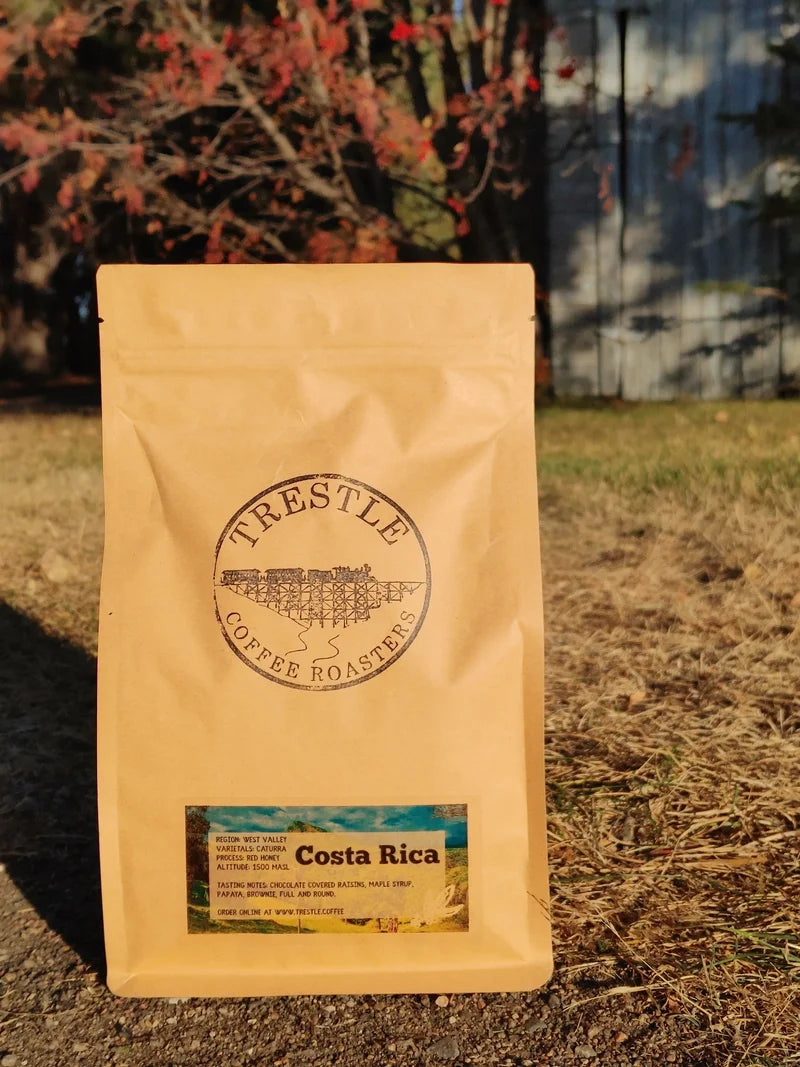 TRESTLE
COFFEE ROASTERS
REGION: WEST VALLEY
VARIETALS: CATURRA
PROCESS: RED HONEY
ALTITUDE: 1500 MASL
Costa Rica
TASTING NOTES: CHOCOLATE COVERED RAISINS, MAPLE SYRUP,
PAPAYA, BROWNIE, FULL AND ROUND.
ORDER ONLINE AT WWW.TRESTLE.COFFEE